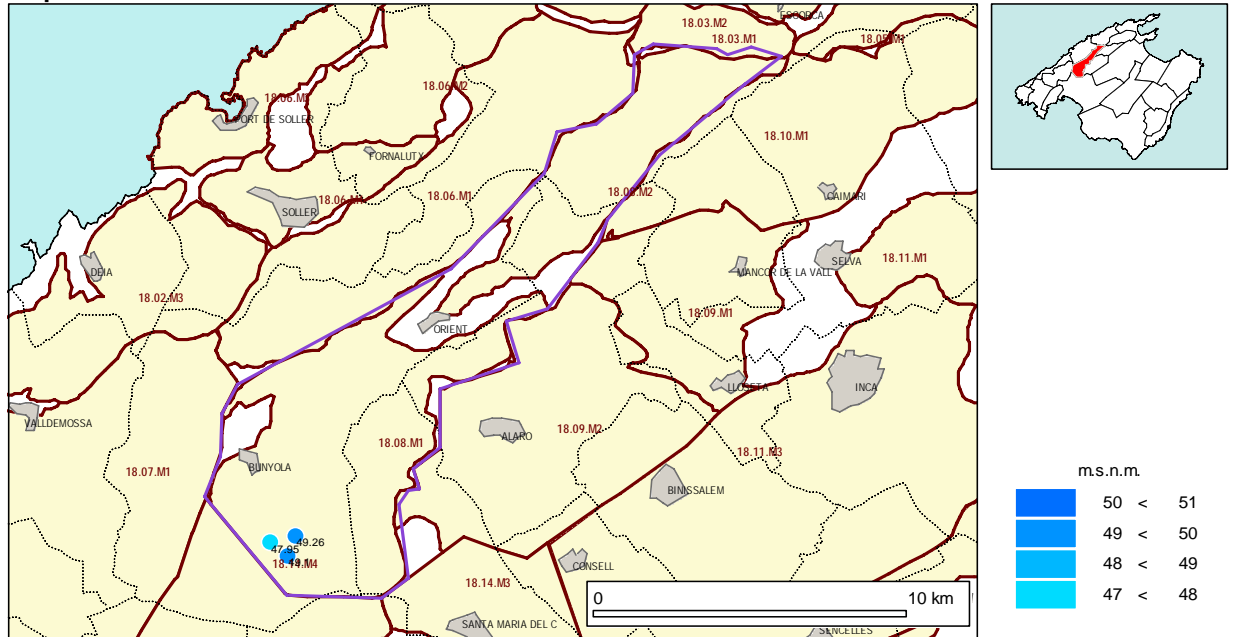 ESCORCA
18.03.M2
18.03.M1
18.05.M1
18.06.M2
PORT DE SOLLER
18.10.M1
FORNALUTX
18.06.M1
18.06.M2
CAIMARI
SOLLER
DEIA
MANCOR DE LA VALL
SELVA
18.11.M1
18.02.M3
18.09.M1
ORIENT
LLOSETA
INCA
VALLDEMOSSA
18.08.M1
ALARO
18.09.M2
18.11.M3
18.07.M1
BUNYOLA
BINISSALEM
m.s.n.m.
50 < 51
49 < 50
48 < 49
47 < 48
47.95
49.26
CONSELL
18.14.M3
0
10 km
SANTA MARIA DEL C
SENCELLES